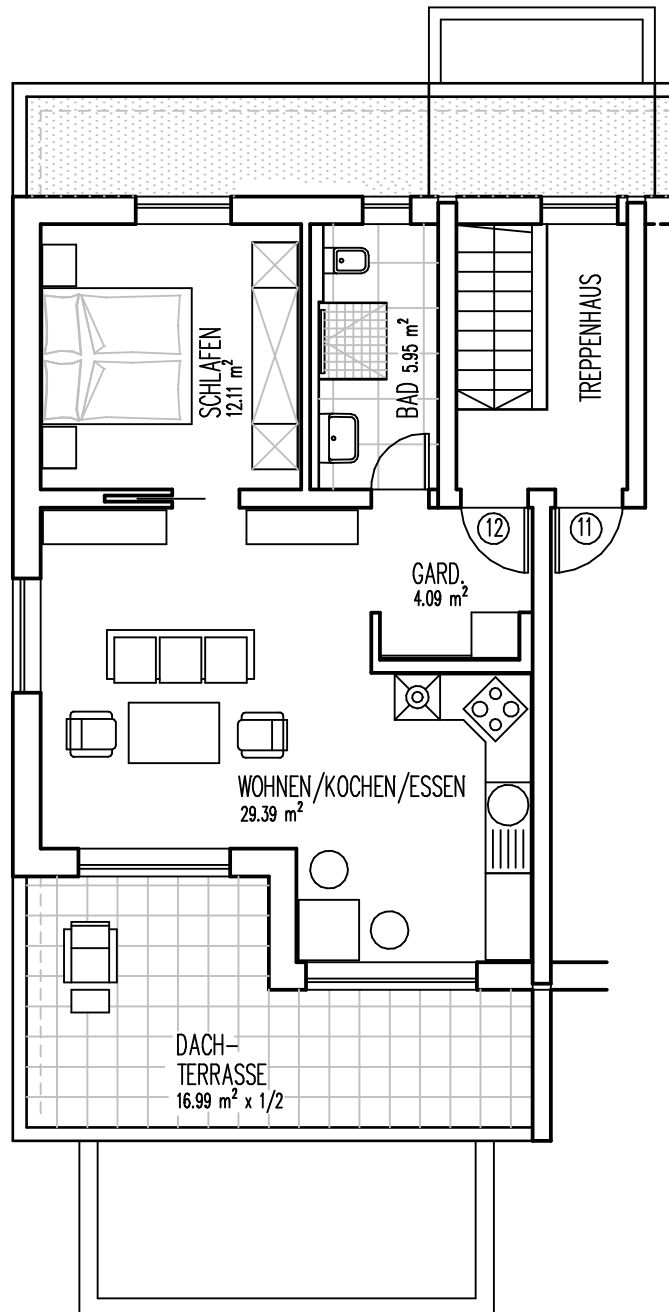 SCHLAFEN
12.11 m²
BAD 5.95 m²
TREPPENHAUS
12
11
GARD.
4.09 m²
WOHNEN/KOCHEN/ESSEN
29.39 m²
DACH-
TERRASSE
16.99 m² x 1/2